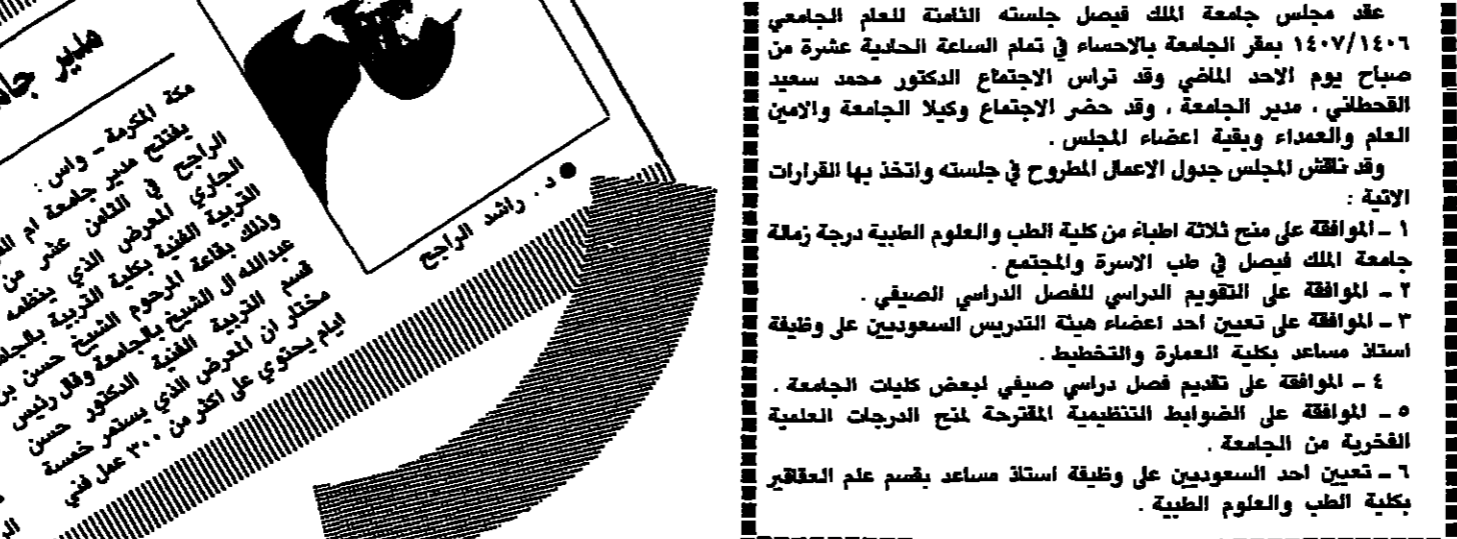 عقد مجلس جامعة الملك فيصل جلسته الثامنة للعام الجامعي
١٤٠٧/١٤٠٦ بمقر الجامعة بالاحساء في تمام الساعة الحادية عشرة من
صباح يوم الاحد الماضي وقد تراس الاجتماع الدكتور محمد سعيد
القحطاني ، مدير الجامعة ، وقد حضر الاجتماع وكيلا الجامعة والامين
العام والعمداء وبقية اعضاء المجلس .
وقد ناقش المجلس جدول الاعمال المطروح في جلسته واتخذ بها القرارات
الاتية :
١ ـ الموافقة على منح ثلاثة اطباء من كلية الطب والعلوم الطبية درجة زمالة
جامعة الملك فيصل في طب الاسرة والمجتمع .
٢ ـ الموافقة على التقويم الدراسي للفصل الدراسي الصيفي .
٣ ـ الموافقة على تعيين احد اعضاء هيئة التدريس السعوديين على وظيفة
استاذ مساعد بكلية العمارة والتخطيط .
٤ ـ الموافقة على تقديم فصل دراسي صيفي لبعض كليات الجامعة .
٥ ـ الموافقة على الضوابط التنظيمية المقترحة لمنح الدرجات العلمية
الفخرية من الجامعة .
٦ ـ تعيين احد السعوديين على وظيفة استاذ مساعد بقسم علم العقاقير
بكلية الطب والعلوم الطبية .
مدير
د . راشد الراجح
مكة المكرمة ـ واس :
يفتتح مدير جامعة ام
الراجح في الثامن عشر من
الجاري المعرض الذي ينظمه
التربية الفنية بكلية التربية
وذلك بقاعة المرحوم الشيخ حسن بن
عبدالله ال الشيخ بالجامعة وقال رئيس
قسم التربية الفنية الدكتور حسن
مختار ان المعرض الذي يستمر خمسة
ايام يحتوي على اكثر من ٣٠٠ عمل فني